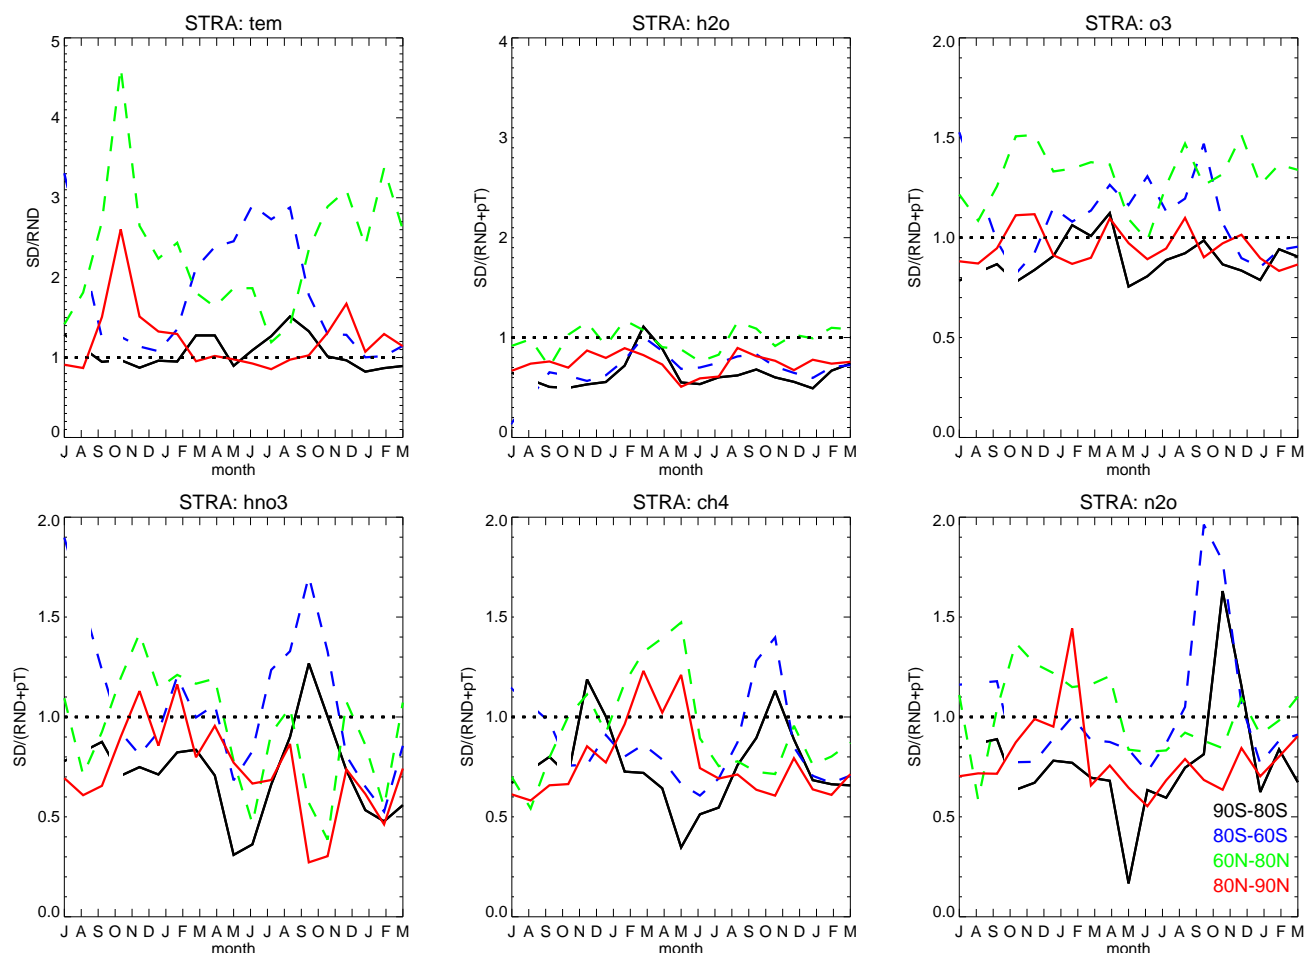 STRA: tem
5
4
3
2
1
0
SD/RND
J A S O N D J F M A M J J A S O N D J F M
month
STRA: h2o
4
3
2
1
0
SD/(RND+pT)
J A S O N D J F M A M J J A S O N D J F M
month
STRA: o3
2.0
1.5
1.0
0.5
0.0
SD/(RND+pT)
J A S O N D J F M A M J J A S O N D J F M
month
STRA: hno3
2.0
1.5
1.0
0.5
0.0
SD/(RND+pT)
J A S O N D J F M A M J J A S O N D J F M
month
STRA: ch4
2.0
1.5
1.0
0.5
0.0
SD/(RND+pT)
J A S O N D J F M A M J J A S O N D J F M
month
STRA: n2o
2.0
1.5
1.0
0.5
0.0
SD/(RND+pT)
90S-80S
80S-60S
60N-80N
80N-90N
J A S O N D J F M A M J J A S O N D J F M
month